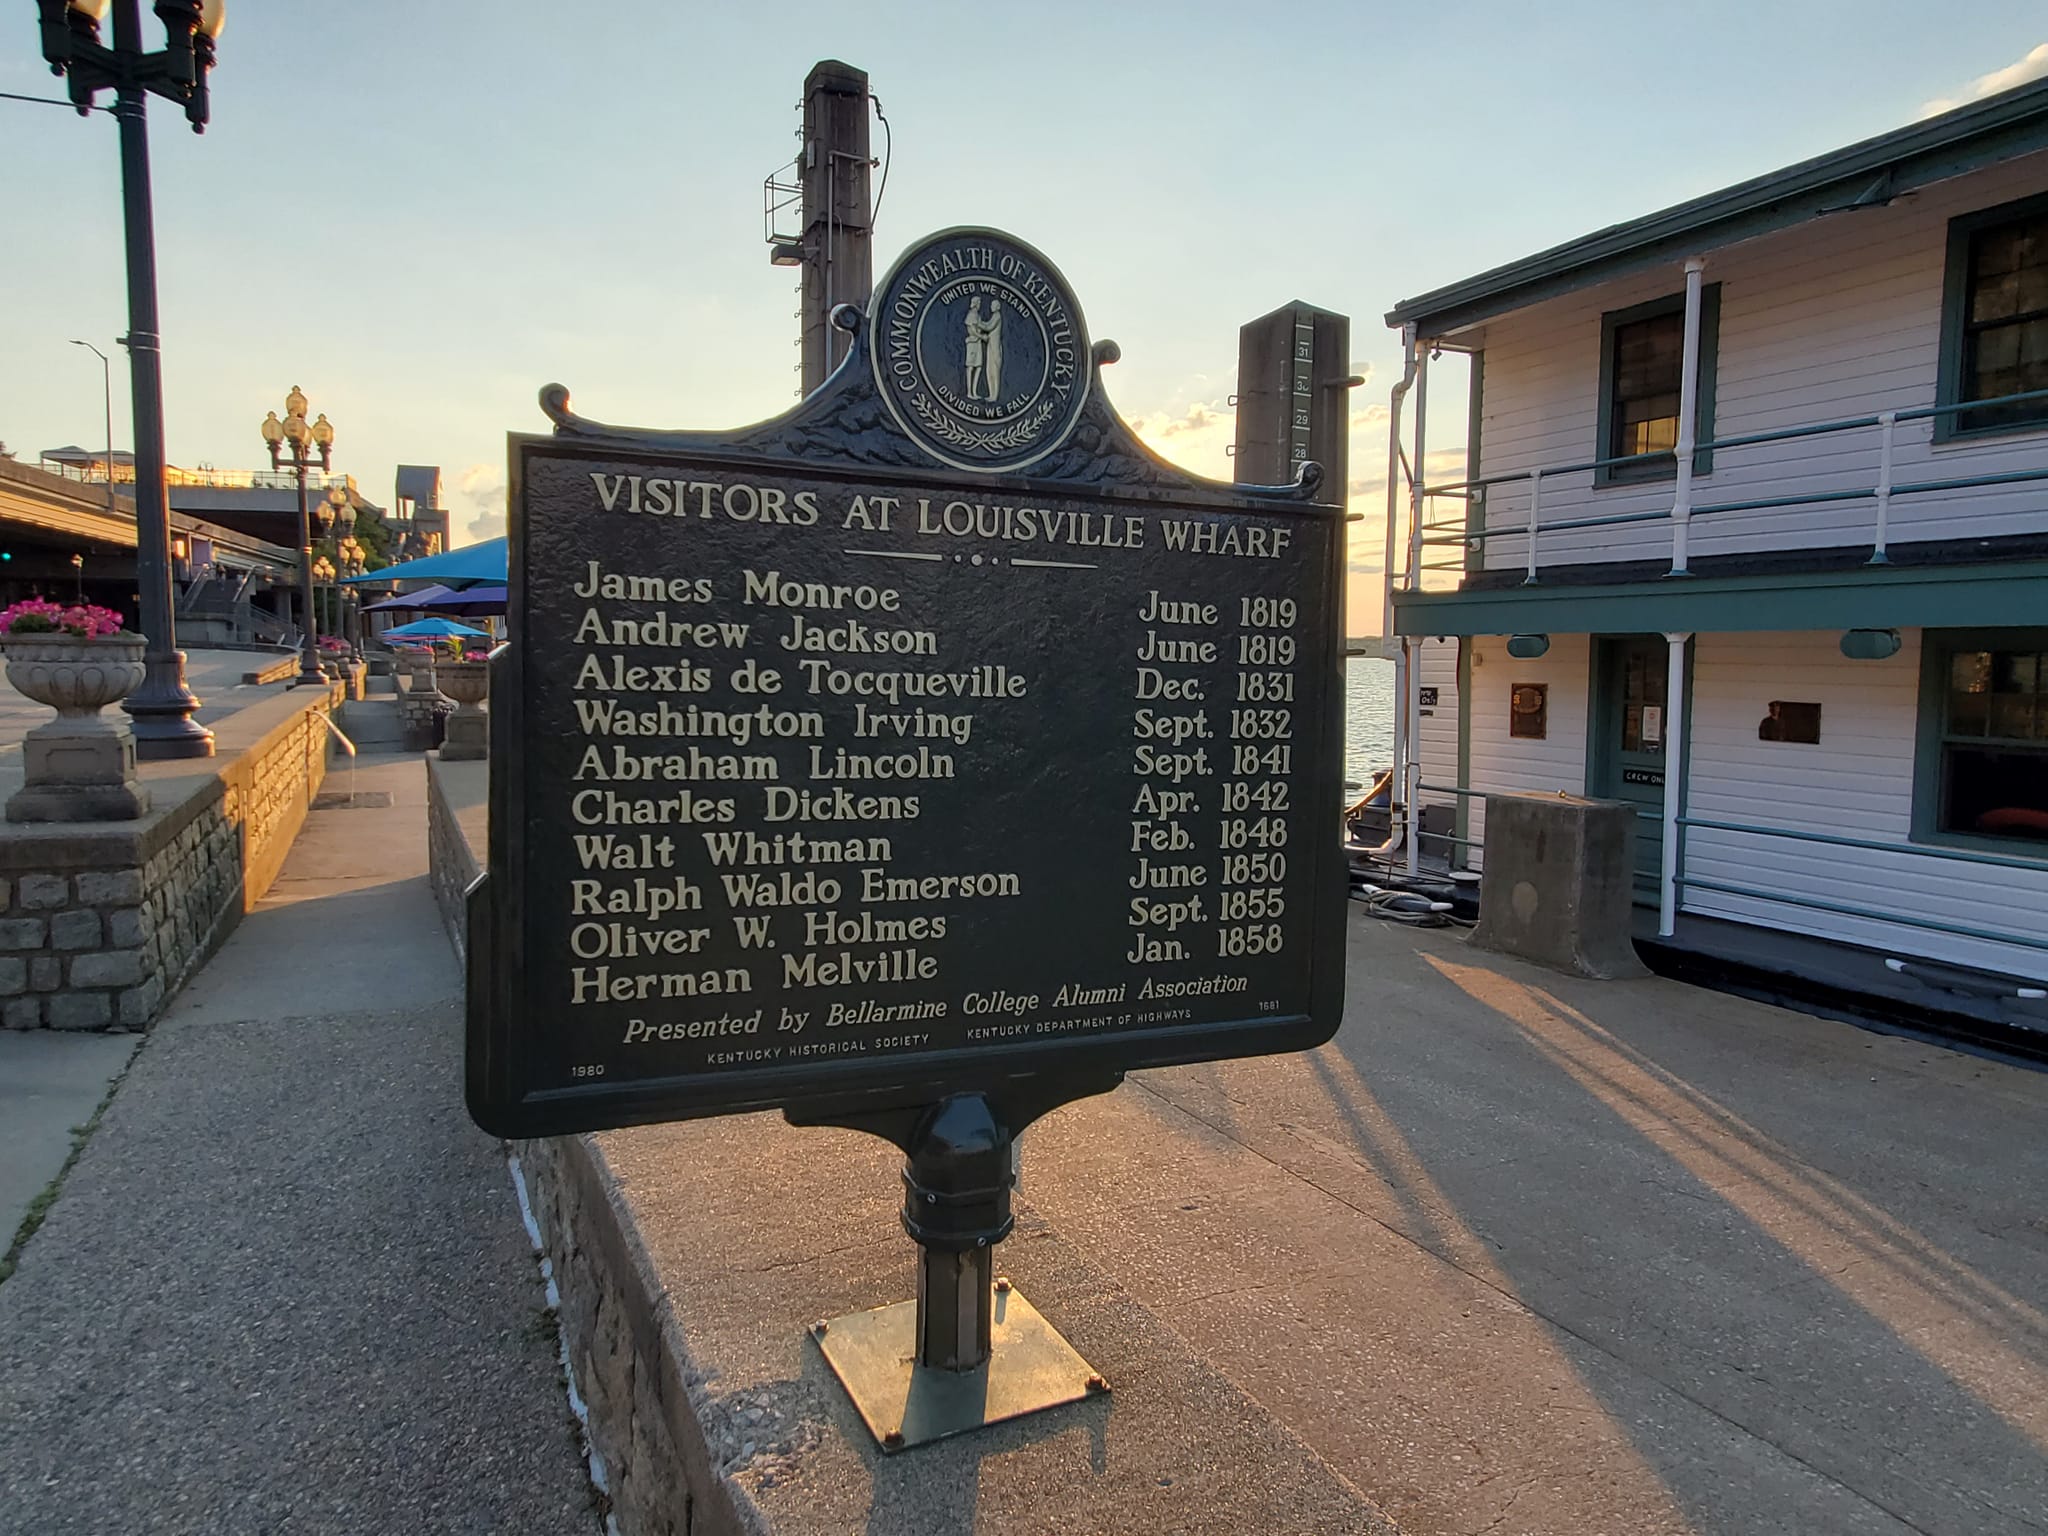 COMMONWEALTH OF KENTUCKY
UNITED WE STAND
DIVIDED WE FALL
VISITORS AT LOUISVILLE WHARF
James Monroe June 1819
Andrew Jackson June 1819
Alexis de Tocqueville Dec. 1831
Washington Irving Sept. 1832
Abraham Lincoln Sept. 1841
Charles Dickens Apr. 1842
Walt Whitman Feb. 1848
Ralph Waldo Emerson June 1850
Oliver W. Holmes Sept. 1855
Herman Melville Jan. 1858
Presented by Bellarmine College Alumni Association
1980 KENTUCKY HISTORICAL SOCIETY KENTUCKY DEPARTMENT OF HIGHWAYS 1681
31
29
28
CREW ONLY